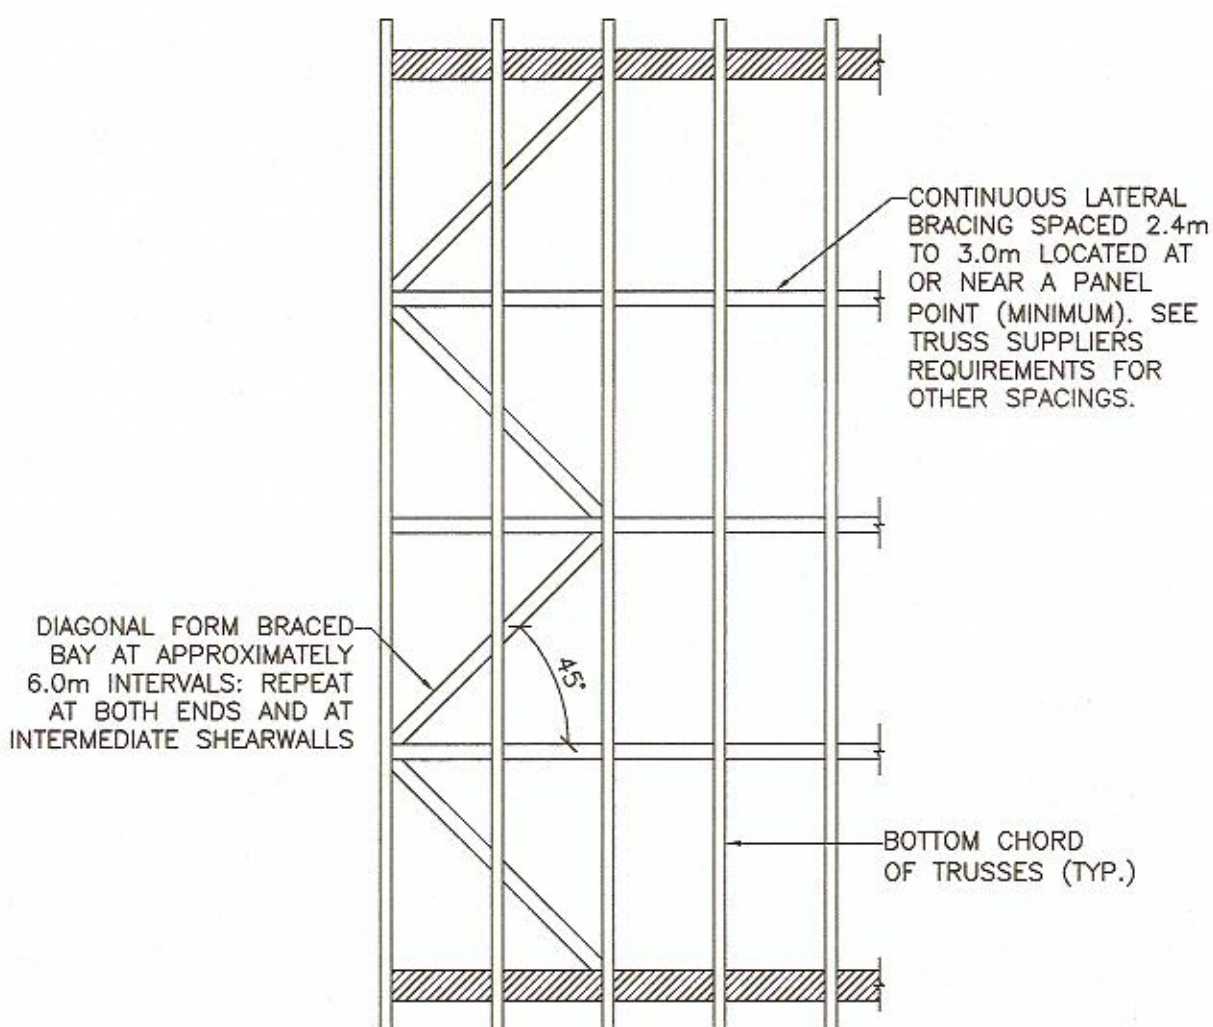 CONTINUOUS LATERAL
BRACING SPACED 2.4m
TO 3.0m LOCATED AT
OR NEAR A PANEL
POINT (MINIMUM). SEE
TRUSS SUPPLIERS
REQUIREMENTS FOR
OTHER SPACINGS.
DIAGONAL FORM BRACED
BAY AT APPROXIMATELY
6.0m INTERVALS: REPEAT
AT BOTH ENDS AND AT
INTERMEDIATE SHEARWALLS
45°
BOTTOM CHORD
OF TRUSSES (TYP.)